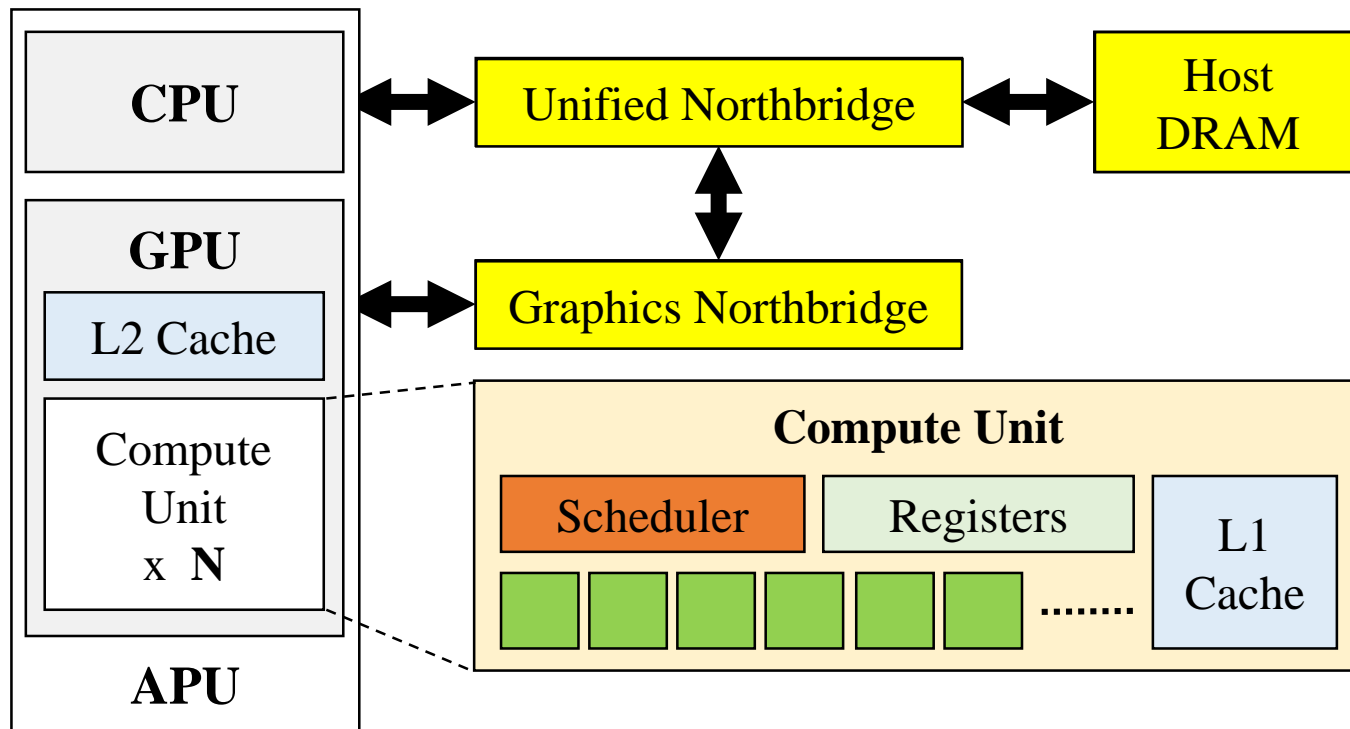 CPU
GPU
L2 Cache
Compute
Unit
x N
APU
Unified Northbridge
Host
DRAM
Graphics Northbridge
Compute Unit
Scheduler
Registers
L1
Cache